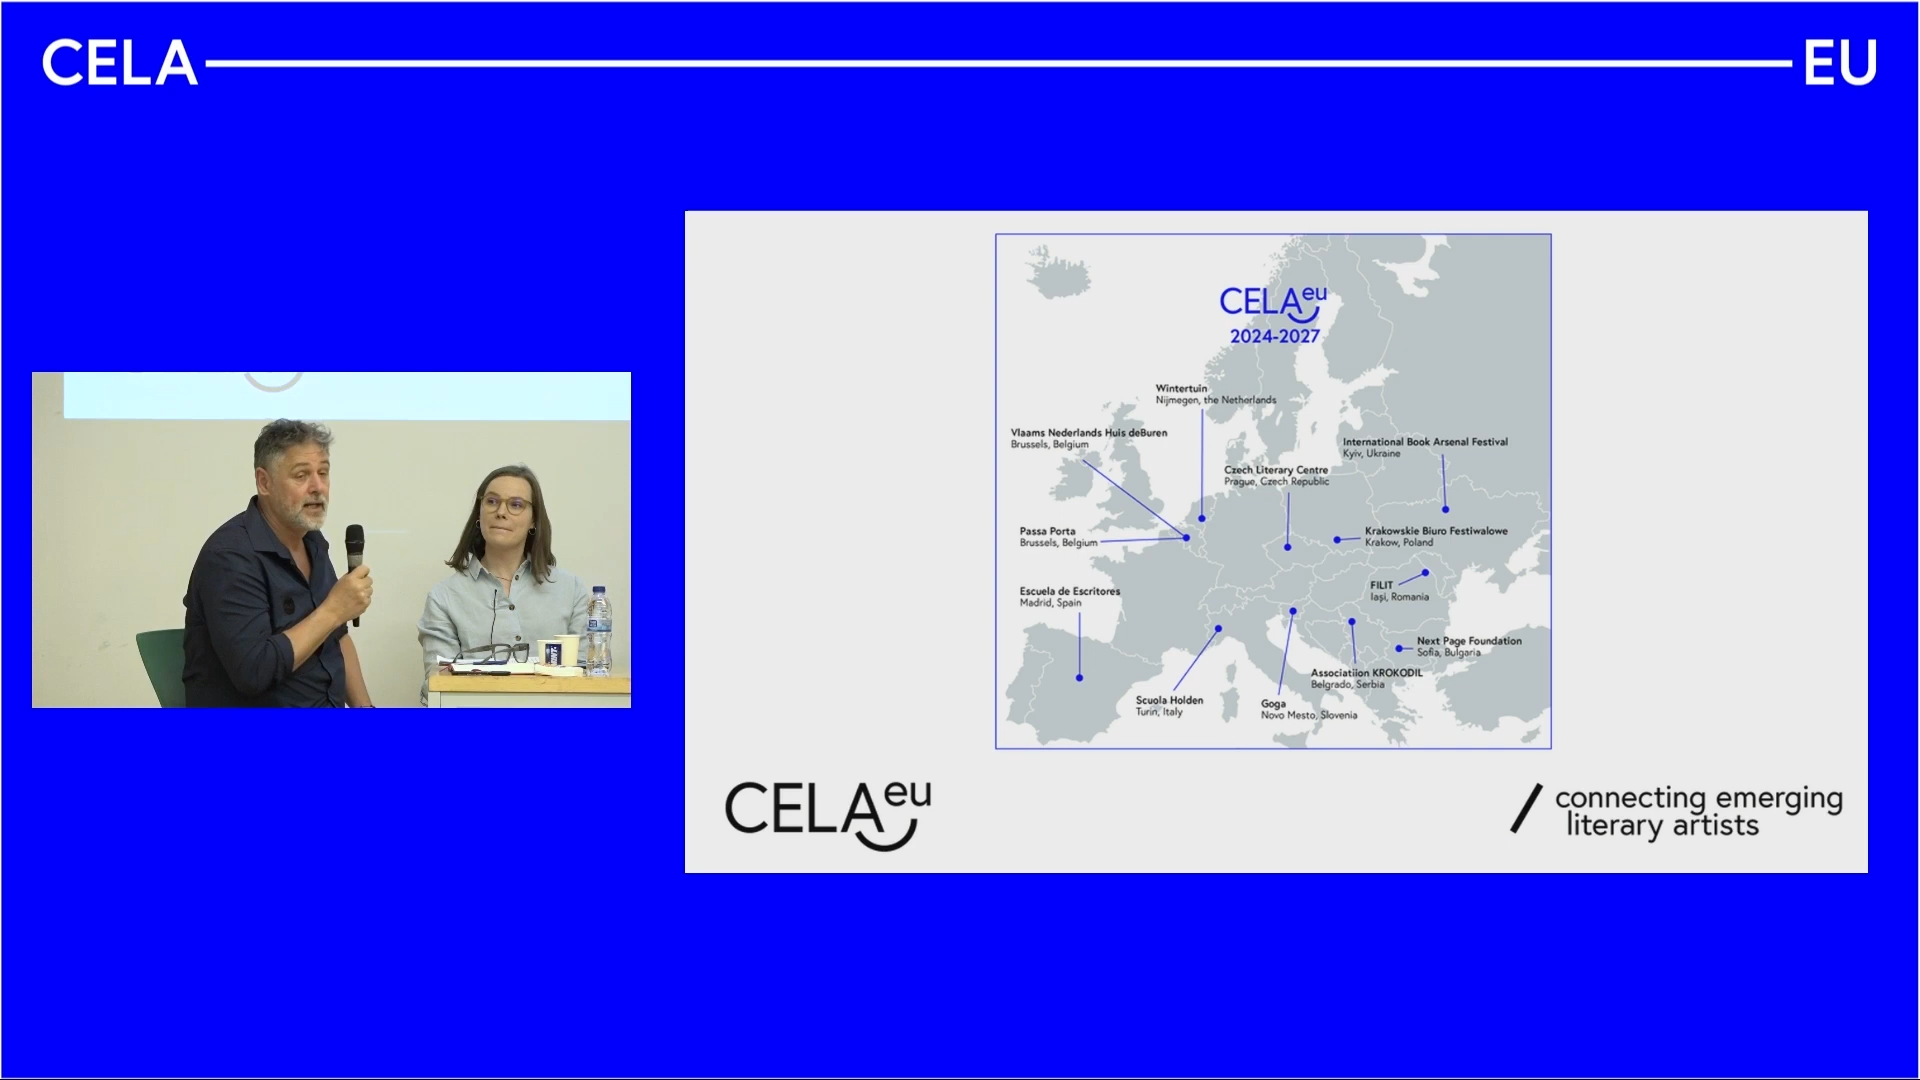 CELA
EU
CELAeu
2024-2027
Wintertuin
Nijmegen, the Netherlands
Vlaams Nederlands Huis deBuren
Brussels, Belgium
International Book Arsenal Festival
Kyiv, Ukraine
Czech Literary Centre
Prague, Czech Republic
Passa Porta
Brussels, Belgium
Krakowskie Biuro Festiwalowe
Krakow, Poland
FILIT
Iași, Romania
Escuela de Escritores
Madrid, Spain
Next Page Foundation
Sofia, Bulgaria
Associatiion KROKODIL
Belgrado, Serbia
Scuola Holden
Turin, Italy
Goga
Novo Mesto, Slovenia
CELAeu
/ connecting emerging
literary artists